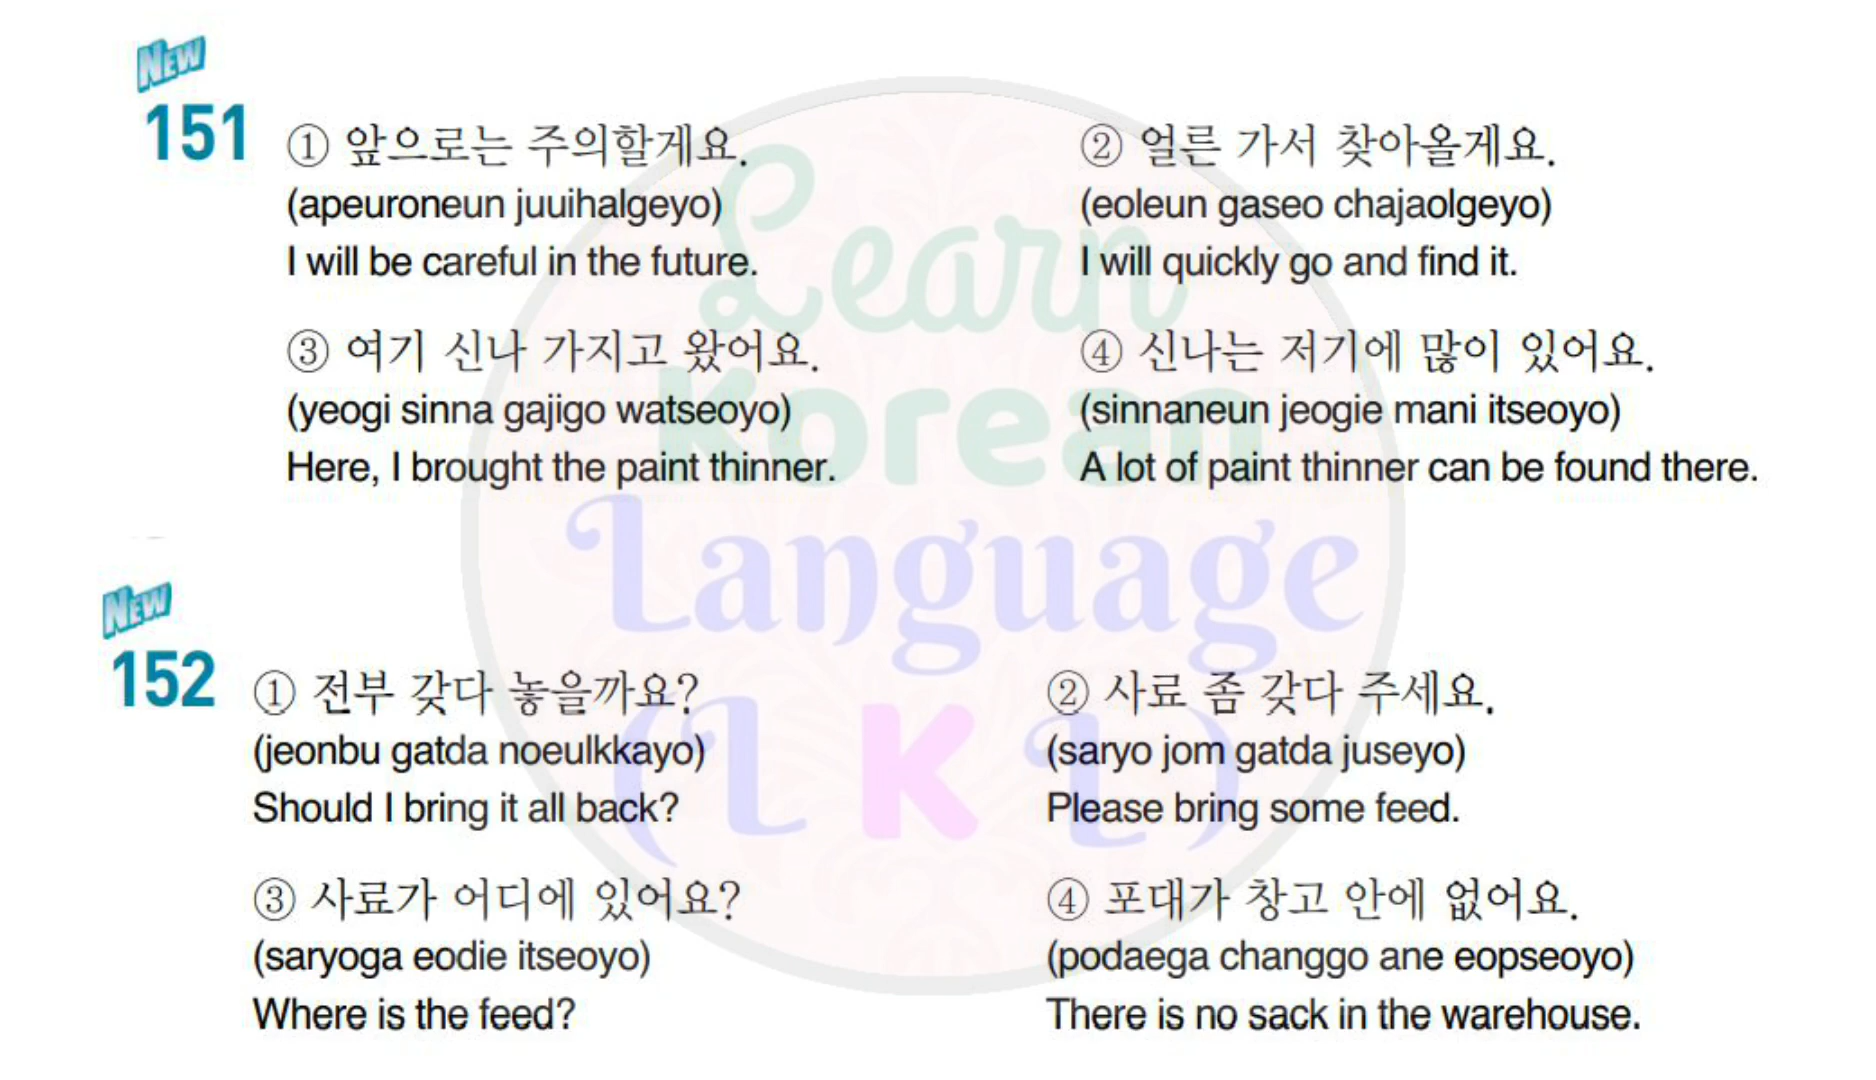 NEW
151
① 앞으로는 주의할게요.
(apeuroneun juuihalgeyo)
I will be careful in the future.
② 얼른 가서 찾아올게요.
(eoleun gaseo chajaolgeyo)
I will quickly go and find it.
③ 여기 신나 가지고 왔어요.
(yeogi sinna gajigo watseoyo)
Here, I brought the paint thinner.
④ 신나는 저기에 많이 있어요.
(sinnaneun jeogie mani itseoyo)
A lot of paint thinner can be found there.
NEW
152
① 전부 갖다 놓을까요?
(jeonbu gatda noeulkkayo)
Should I bring it all back?
② 사료 좀 갖다 주세요.
(saryo jom gatda juseyo)
Please bring some feed.
③ 사료가 어디에 있어요?
(saryoga eodie itseoyo)
Where is the feed?
④ 포대가 창고 안에 없어요.
(podaega changgo ane eopseoyo)
There is no sack in the warehouse.
Learn
Korean
Language
(L K L)